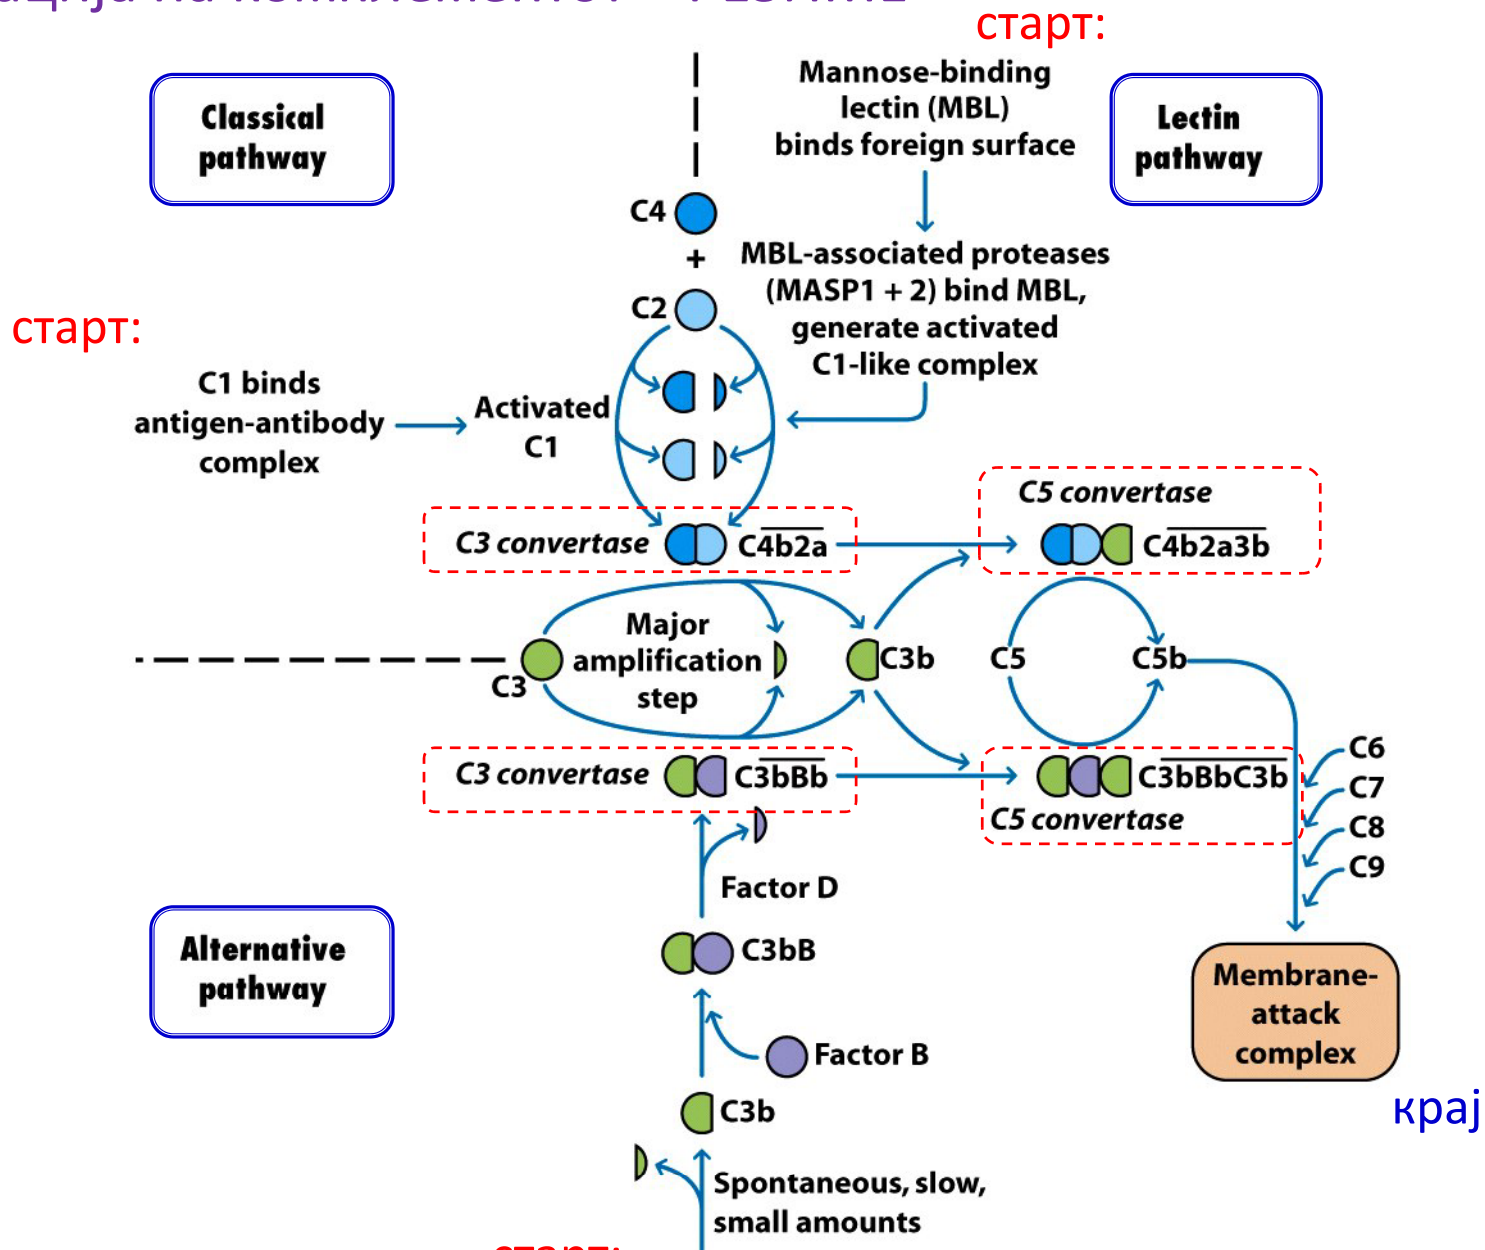 старт:
Classical
pathway
Mannose-binding
lectin (MBL)
binds foreign surface
Lectin
pathway
C4
+
C2
MBL-associated proteases
(MASP1 + 2) bind MBL,
generate activated
C1-like complex
старт:
C1 binds
antigen-antibody
complex
Activated
C1
C3 convertase
C4b2a
C5 convertase
C4b2a3b
C3
Major
amplification
step
C3b
C5
C5b
C3 convertase
C3bBb
C3bBbC3b
C5 convertase
C6
C7
C8
C9
Factor D
Alternative
pathway
C3bB
Membrane-
attack
complex
Factor B
C3b
крај
Spontaneous, slow,
small amounts
старт: